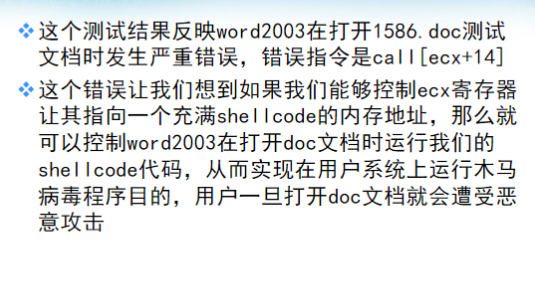 这个测试结果反映word2003在打开1586.doc测试
文档时发生严重错误，错误指令是call[ecx+14]
这个错误让我们想到如果我们能够控制ecx寄存器
让其指向一个充满shellcode的内存地址，那么就
可以控制word2003在打开doc文档时运行我们的
shellcode代码，从而实现在用户系统上运行木马
病毒程序目的，用户一旦打开doc文档就会遭受恶
意攻击